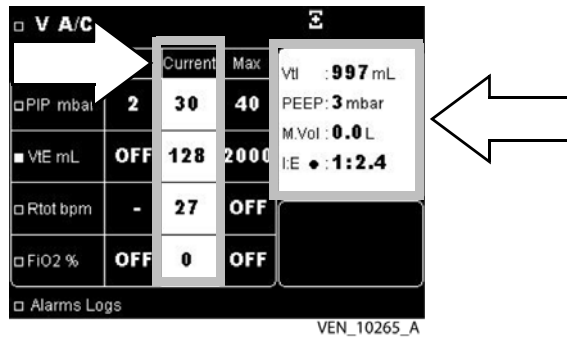 V A/C
Current Max
PIP mbar 2 30 40
VtE mL OFF 128 2000
Rtot bpm - 27 OFF
FiO2 % OFF 0 OFF
VtI : 997 mL
PEEP: 3 mbar
M.Vol : 0.0 L
I:E : 1:2.4
Alarms Logs
VEN_10265_A